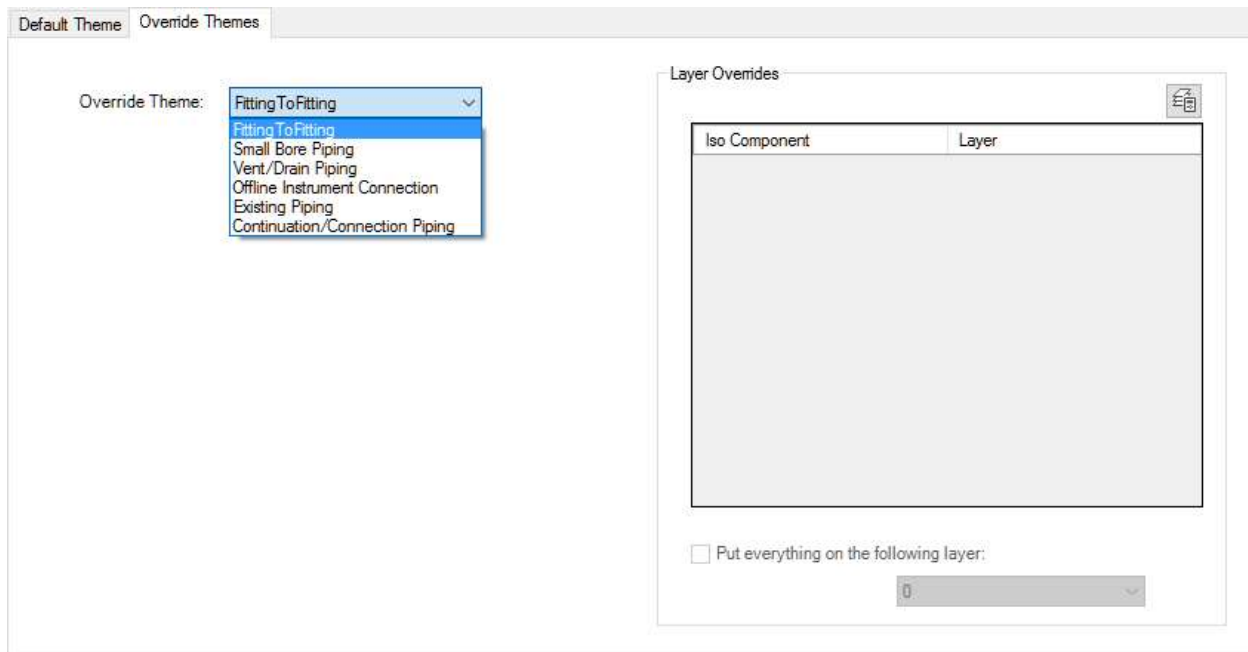 Default Theme
Override Themes
Override Theme:
FittingToFitting
FittingToFitting
Small Bore Piping
Vent/Drain Piping
Offline Instrument Connection
Existing Piping
Continuation/Connection Piping
Layer Overrides
Iso Component
Layer
Put everything on the following layer:
0